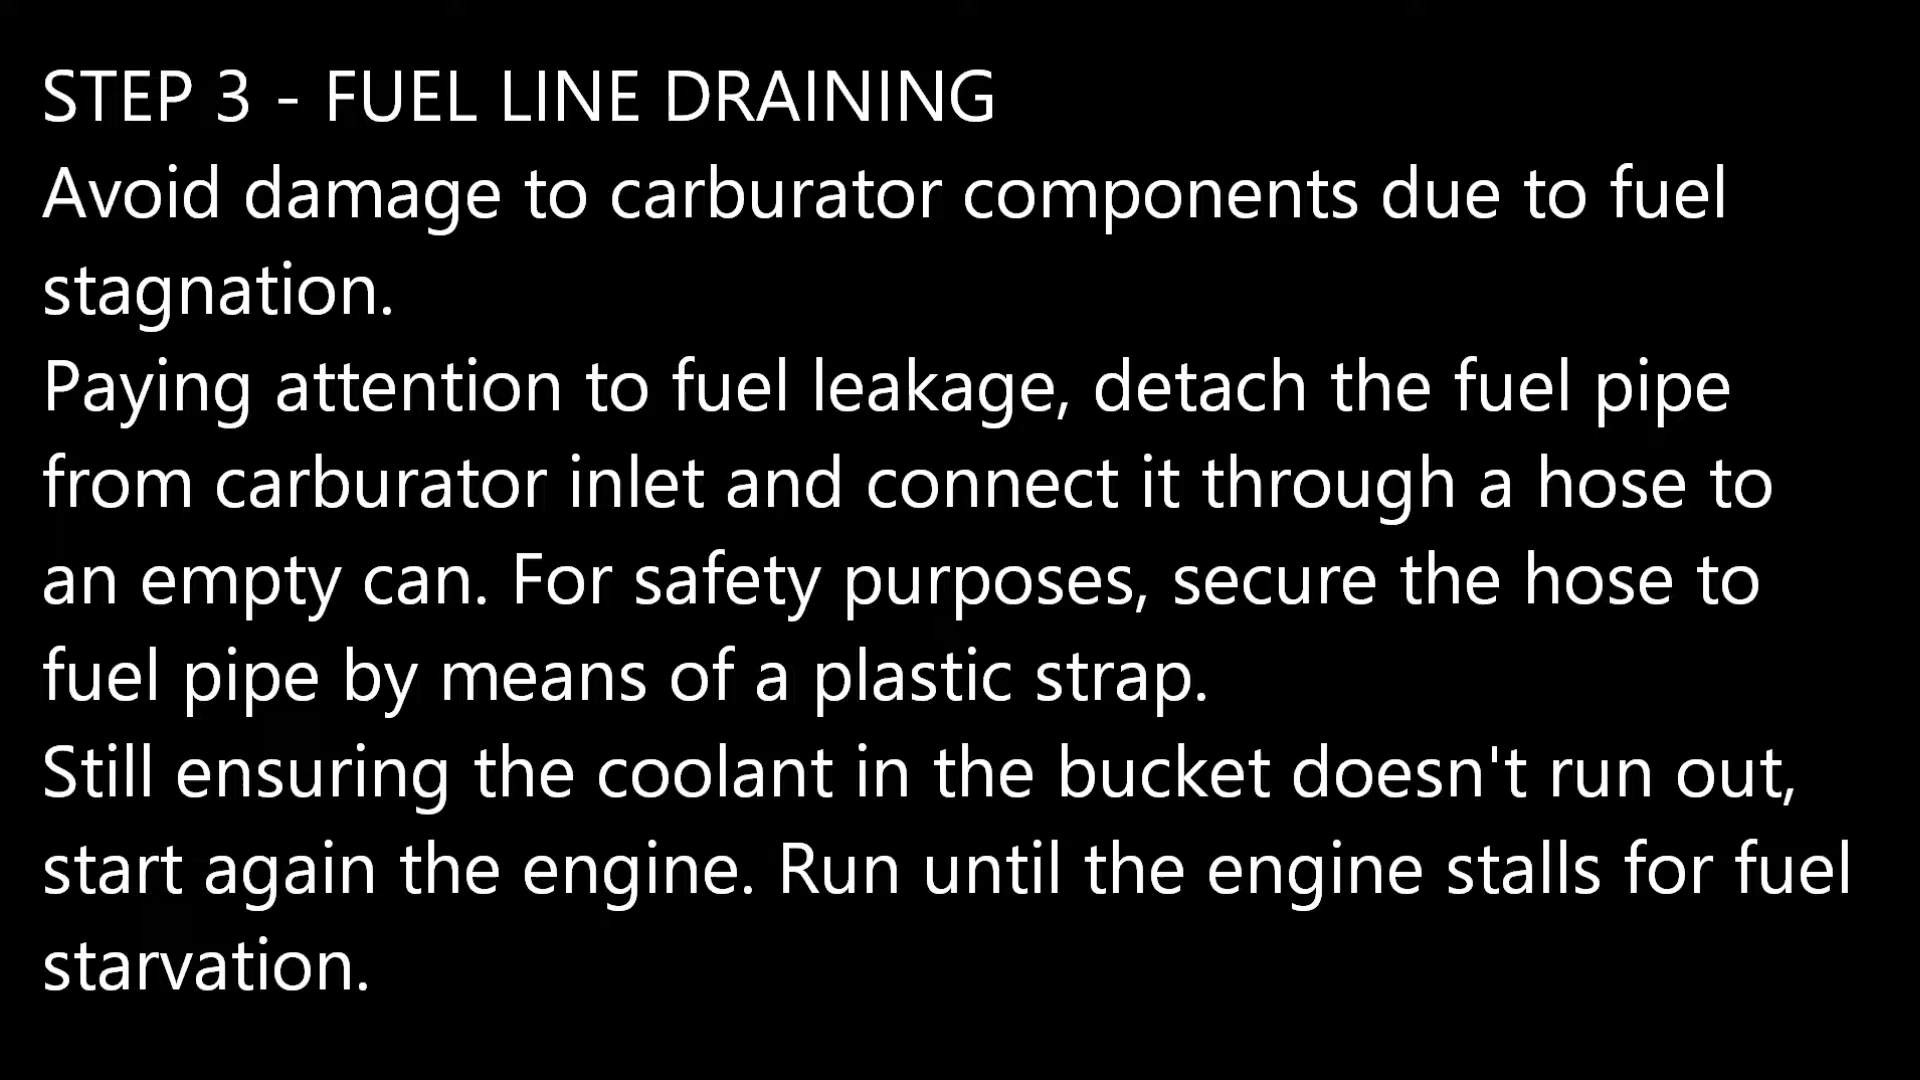 STEP 3 - FUEL LINE DRAINING
Avoid damage to carburator components due to fuel
stagnation.
Paying attention to fuel leakage, detach the fuel pipe
from carburator inlet and connect it through a hose to
an empty can. For safety purposes, secure the hose to
fuel pipe by means of a plastic strap.
Still ensuring the coolant in the bucket doesn't run out,
start again the engine. Run until the engine stalls for fuel
starvation.